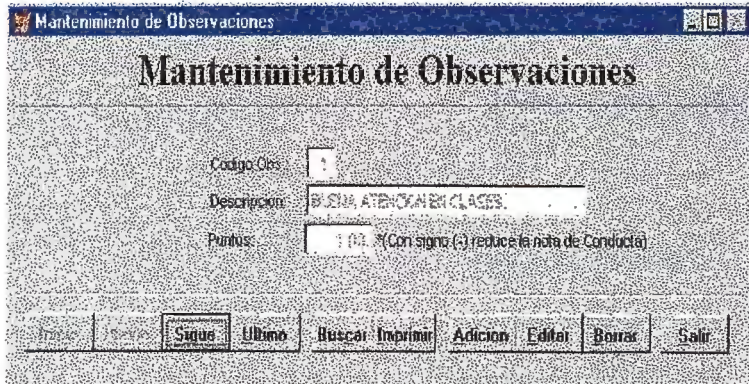 Mantenimiento de Observaciones
Mantenimiento de Observaciones
Codigo Obs: 1
Descripcion: BUENA ATENCION EN CLASES.
Puntos: 1.00 *(Con signo (-) reduce la nota de Conducta)
Sigue Ultimo Buscar Imprimir Adicion Editar Borrar Salir